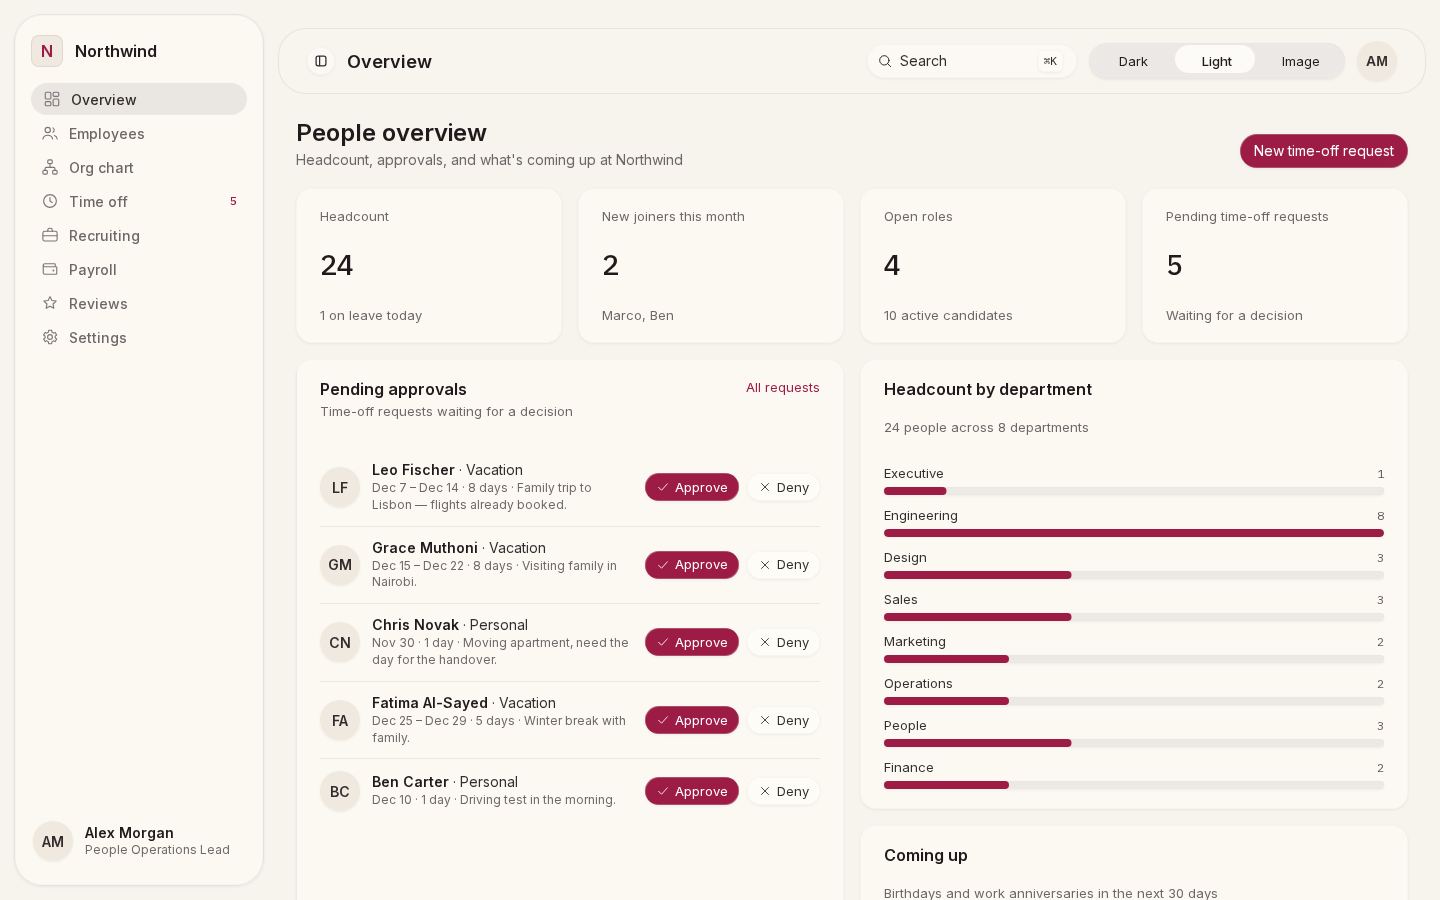 N Northwind
Overview
Employees
Org chart
Time off 5
Recruiting
Payroll
Reviews
Settings
AM
Alex Morgan
People Operations Lead
Overview
Search ⌘K
Dark Light Image
AM
People overview
Headcount, approvals, and what's coming up at Northwind
New time-off request
Headcount
24
1 on leave today
New joiners this month
2
Marco, Ben
Open roles
4
10 active candidates
Pending time-off requests
5
Waiting for a decision
Pending approvals
All requests
Time-off requests waiting for a decision
LF
Leo Fischer · Vacation
Dec 7 – Dec 14 · 8 days · Family trip to
Lisbon — flights already booked.
Approve Deny
GM
Grace Muthoni · Vacation
Dec 15 – Dec 22 · 8 days · Visiting family in
Nairobi.
Approve Deny
CN
Chris Novak · Personal
Nov 30 · 1 day · Moving apartment, need the
day for the handover.
Approve Deny
FA
Fatima Al-Sayed · Vacation
Dec 25 – Dec 29 · 5 days · Winter break with
family.
Approve Deny
BC
Ben Carter · Personal
Dec 10 · 1 day · Driving test in the morning.
Approve Deny
Headcount by department
24 people across 8 departments
Executive 1
Engineering 8
Design 3
Sales 3
Marketing 2
Operations 2
People 3
Finance 2
Coming up
Birthdays and work anniversaries in the next 30 days